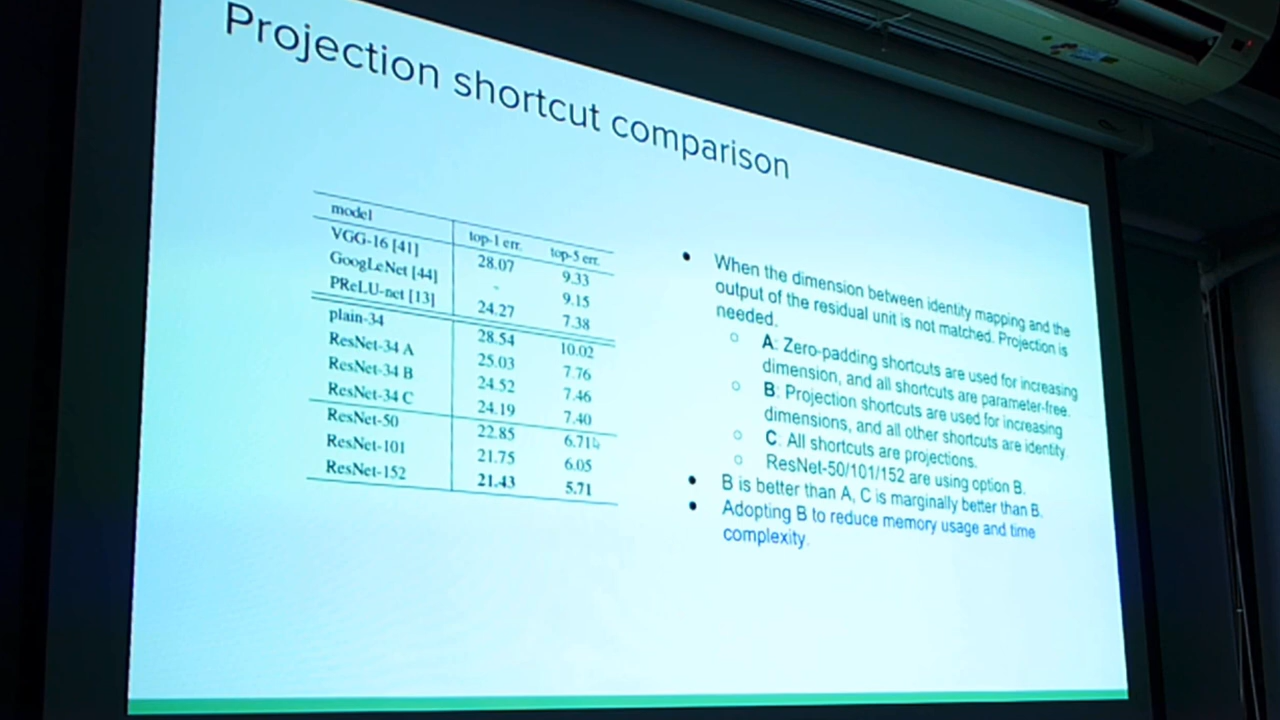 Projection shortcut comparison
model top-1 err. top-5 err.
VGG-16 [41] 28.07 9.33
GoogLeNet [44] - 9.15
PReLU-net [13] 24.27 7.38
plain-34 28.54 10.02
ResNet-34 A 25.03 7.76
ResNet-34 B 24.52 7.46
ResNet-34 C 24.19 7.40
ResNet-50 22.85 6.71
ResNet-101 21.75 6.05
ResNet-152 21.43 5.71
● When the dimension between identity mapping and the
output of the residual unit is not matched. Projection is
needed.
○ A: Zero-padding shortcuts are used for increasing
dimension, and all shortcuts are parameter-free.
○ B: Projection shortcuts are used for increasing
dimensions, and all other shortcuts are identity.
○ C. All shortcuts are projections.
○ ResNet-50/101/152 are using option B.
● B is better than A, C is marginally better than B.
● Adopting B to reduce memory usage and time
complexity.